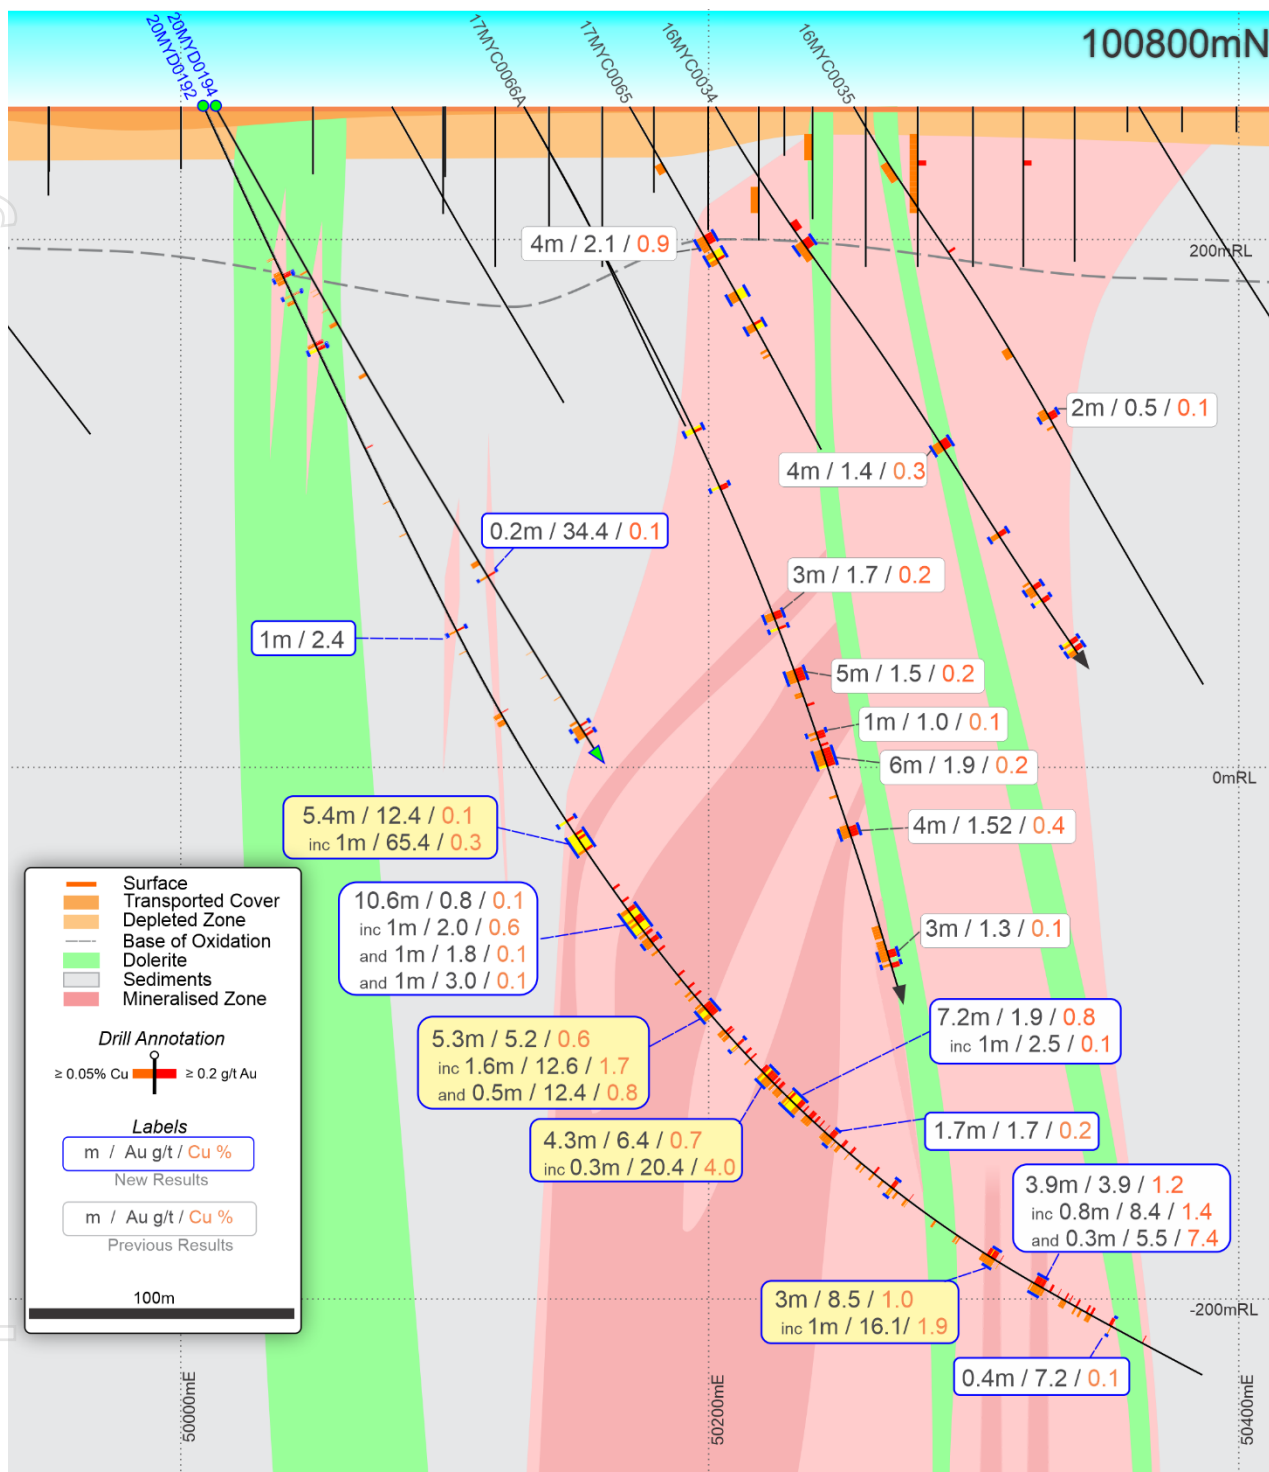 100800mN
20MYD0192
20MYD0194
17MYC0066A
17MYC0065
16MYC0034
16MYC0035
4m / 2.1 / 0.9
200mRL
2m / 0.5 / 0.1
4m / 1.4 / 0.3
0.2m / 34.4 / 0.1
3m / 1.7 / 0.2
1m / 2.4
5m / 1.5 / 0.2
1m / 1.0 / 0.1
6m / 1.9 / 0.2
0mRL
5.4m / 12.4 / 0.1
inc 1m / 65.4 / 0.3
4m / 1.52 / 0.4
10.6m / 0.8 / 0.1
inc 1m / 2.0 / 0.6
and 1m / 1.8 / 0.1
and 1m / 3.0 / 0.1
3m / 1.3 / 0.1
5.3m / 5.2 / 0.6
inc 1.6m / 12.6 / 1.7
and 0.5m / 12.4 / 0.8
7.2m / 1.9 / 0.8
inc 1m / 2.5 / 0.1
4.3m / 6.4 / 0.7
inc 0.3m / 20.4 / 4.0
1.7m / 1.7 / 0.2
3.9m / 3.9 / 1.2
inc 0.8m / 8.4 / 1.4
and 0.3m / 5.5 / 7.4
3m / 8.5 / 1.0
inc 1m / 16.1/ 1.9
-200mRL
0.4m / 7.2 / 0.1
Surface
Transported Cover
Depleted Zone
Base of Oxidation
Dolerite
Sediments
Mineralised Zone
Drill Annotation
≥ 0.05% Cu
≥ 0.2 g/t Au
Labels
m / Au g/t / Cu %
New Results
m / Au g/t / Cu %
Previous Results
100m
50000mE
50200mE
50400mE